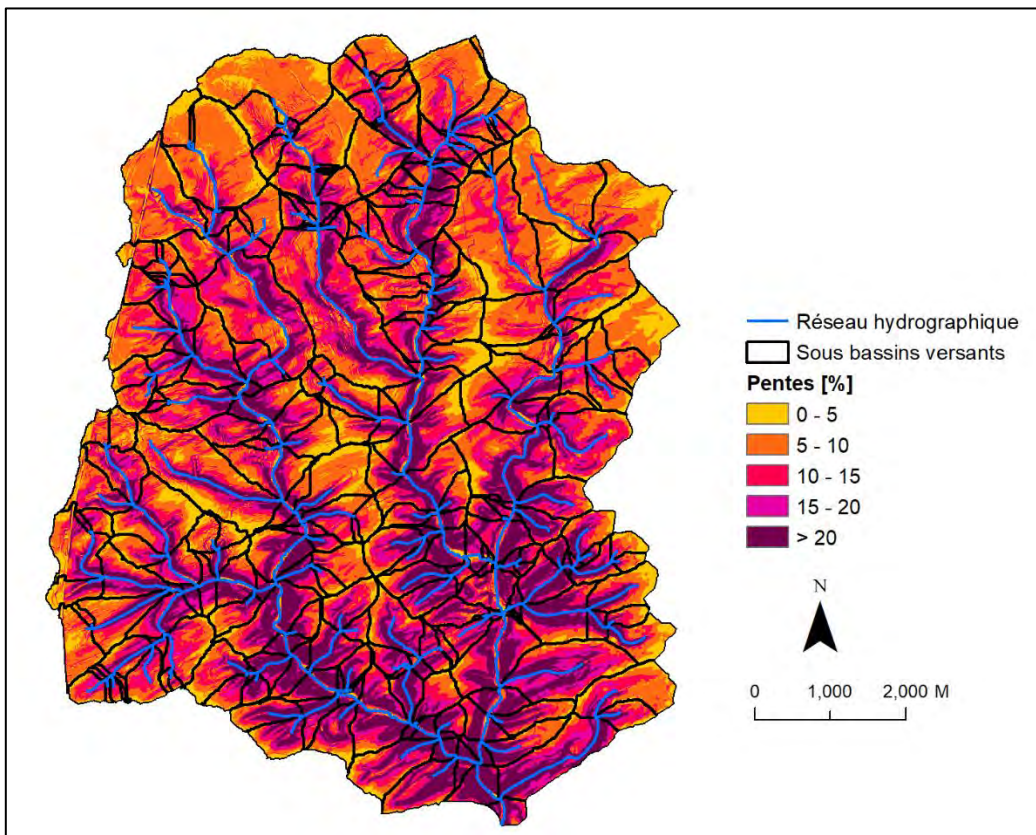 Réseau hydrographique
Sous bassins versants
Pentes [%]
0 - 5
5 - 10
10 - 15
15 - 20
> 20
N
0 1,000 2,000 M